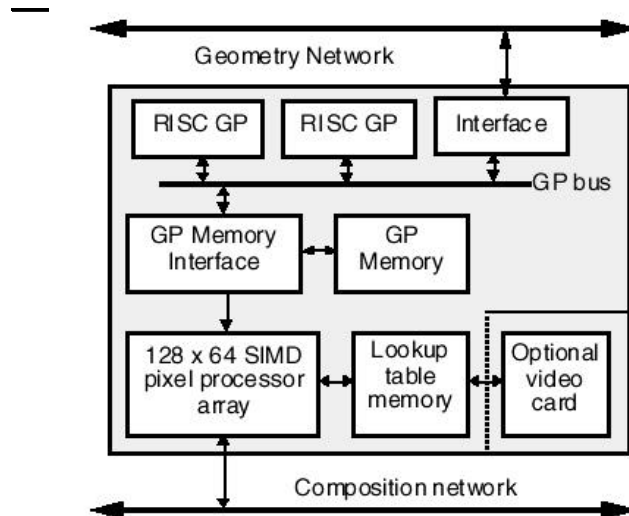 Geometry Network
RISC GP
RISC GP
Interface
GP bus
GP Memory
Interface
GP
Memory
128 x 64 SIMD
pixel processor
array
Lookup
table
memory
Optional
video
card
Composition network